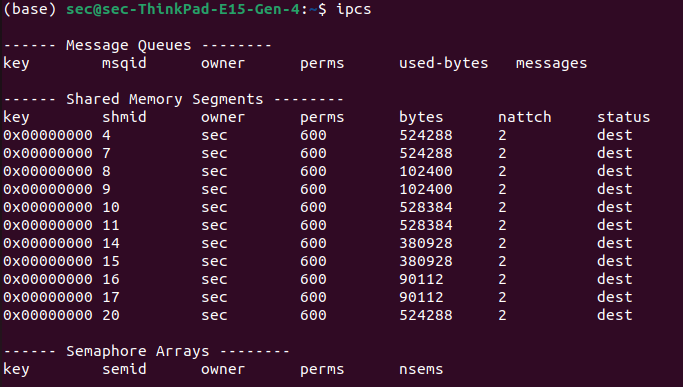 (base) sec@sec-ThinkPad-E15-Gen-4:~$ ipcs
------ Message Queues --------
key        msqid      owner      perms      used-bytes   messages
------ Shared Memory Segments --------
key        shmid      owner      perms      bytes      nattch     status
0x00000000 4          sec        600        524288     2          dest
0x00000000 7          sec        600        524288     2          dest
0x00000000 8          sec        600        102400     2          dest
0x00000000 9          sec        600        102400     2          dest
0x00000000 10         sec        600        528384     2          dest
0x00000000 11         sec        600        528384     2          dest
0x00000000 14         sec        600        380928     2          dest
0x00000000 15         sec        600        380928     2          dest
0x00000000 16         sec        600        90112      2          dest
0x00000000 17         sec        600        90112      2          dest
0x00000000 20         sec        600        524288     2          dest
------ Semaphore Arrays --------
key        semid      owner      perms      nsems